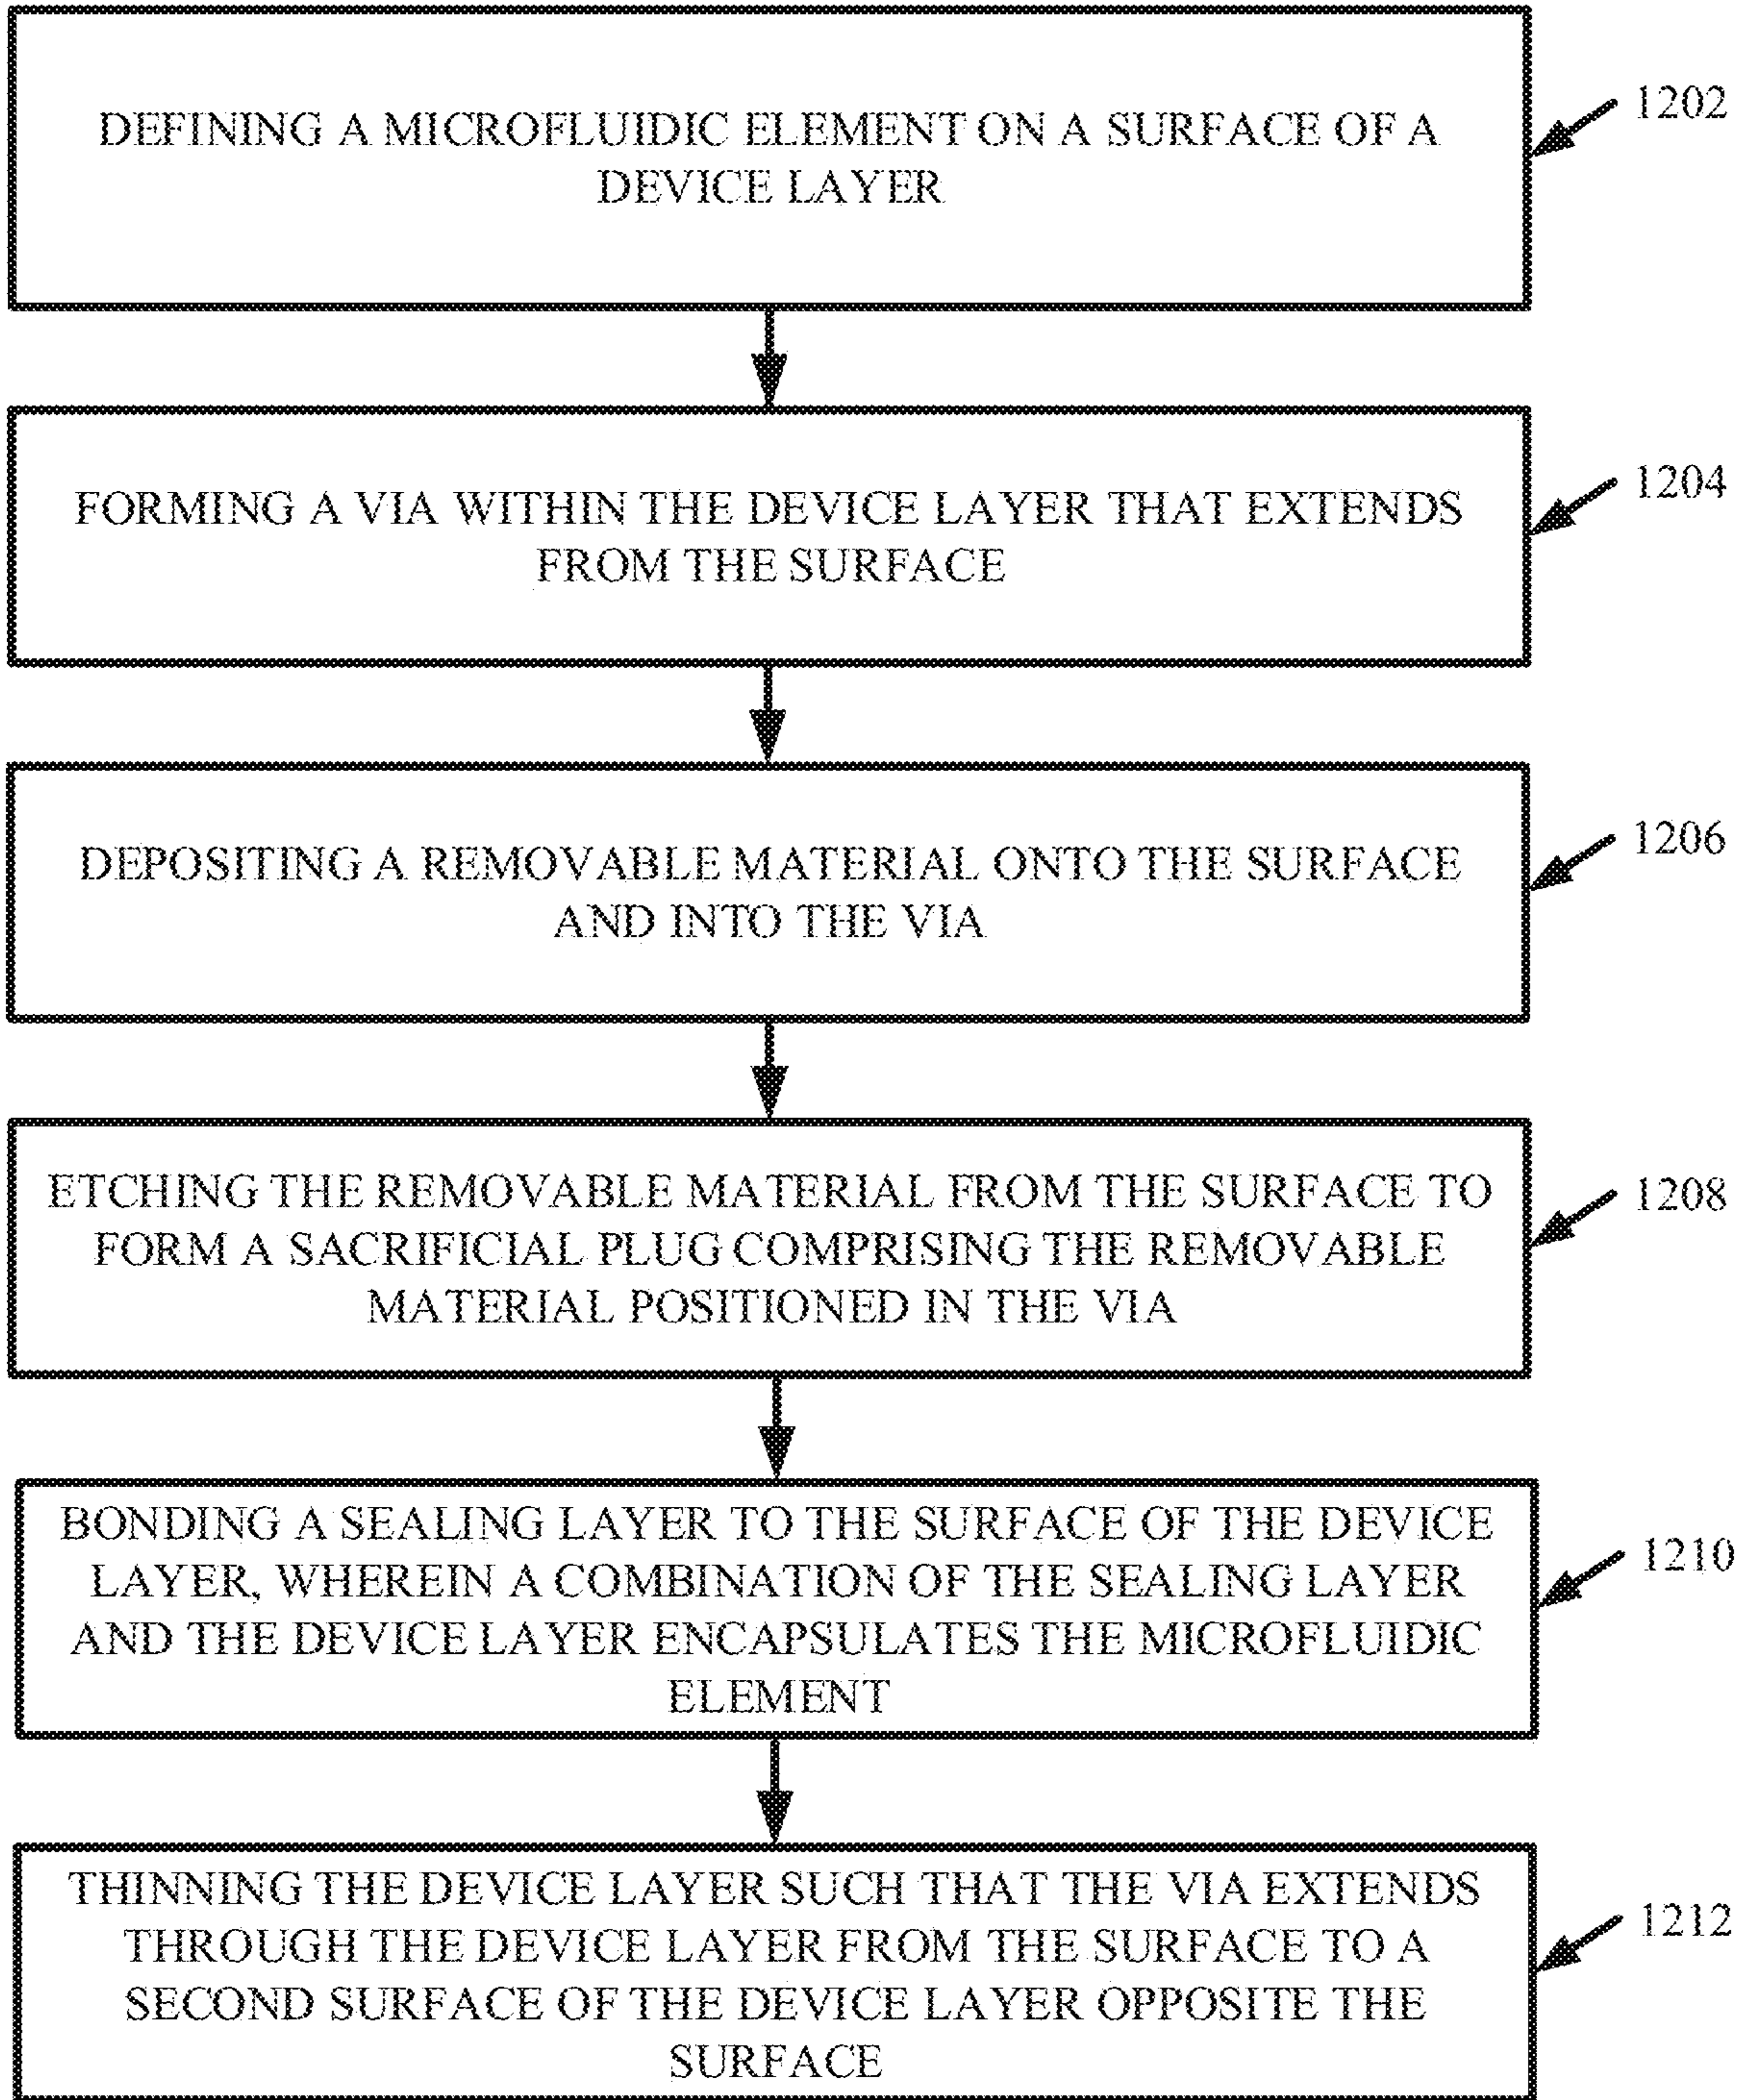 DEFINING A MICROFLUIDIC ELEMENT ON A SURFACE OF A
DEVICE LAYER
1202
FORMING A VIA WITHIN THE DEVICE LAYER THAT EXTENDS
FROM THE SURFACE
1204
DEPOSITING A REMOVABLE MATERIAL ONTO THE SURFACE
AND INTO THE VIA
1206
ETCHING THE REMOVABLE MATERIAL FROM THE SURFACE TO
FORM A SACRIFICIAL PLUG COMPRISING THE REMOVABLE
MATERIAL POSITIONED IN THE VIA
1208
BONDING A SEALING LAYER TO THE SURFACE OF THE DEVICE
LAYER, WHEREIN A COMBINATION OF THE SEALING LAYER
AND THE DEVICE LAYER ENCAPSULATES THE MICROFLUIDIC
ELEMENT
1210
THINNING THE DEVICE LAYER SUCH THAT THE VIA EXTENDS
THROUGH THE DEVICE LAYER FROM THE SURFACE TO A
SECOND SURFACE OF THE DEVICE LAYER OPPOSITE THE
SURFACE
1212